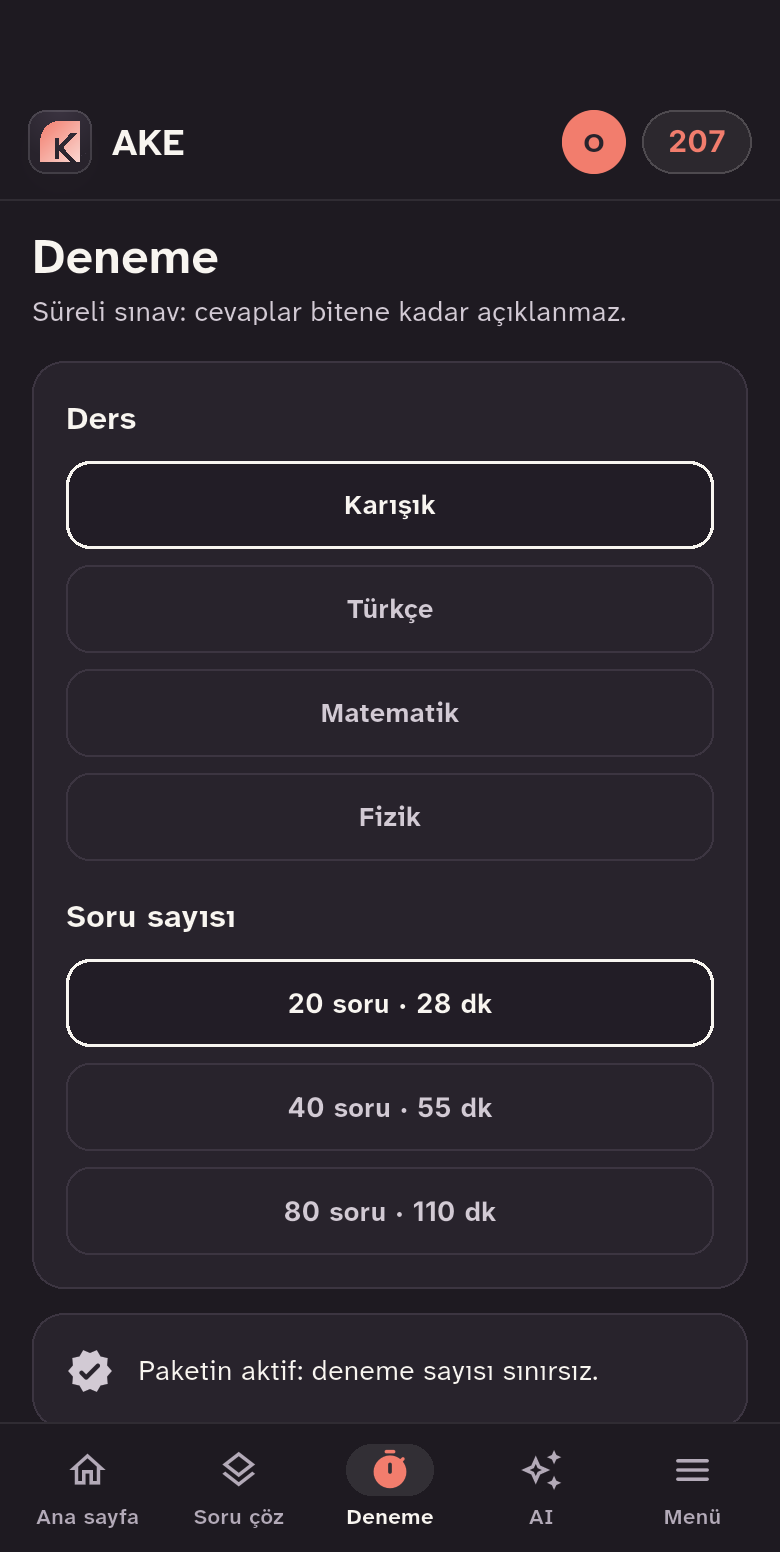 K
AKE
O
207
Deneme
Süreli sınav: cevaplar bitene kadar açıklanmaz.
Ders
Karışık
Türkçe
Matematik
Fizik
Soru sayısı
20 soru · 28 dk
40 soru · 55 dk
80 soru · 110 dk
Paketin aktif: deneme sayısı sınırsız.
Ana sayfa
Soru çöz
Deneme
AI
Menü